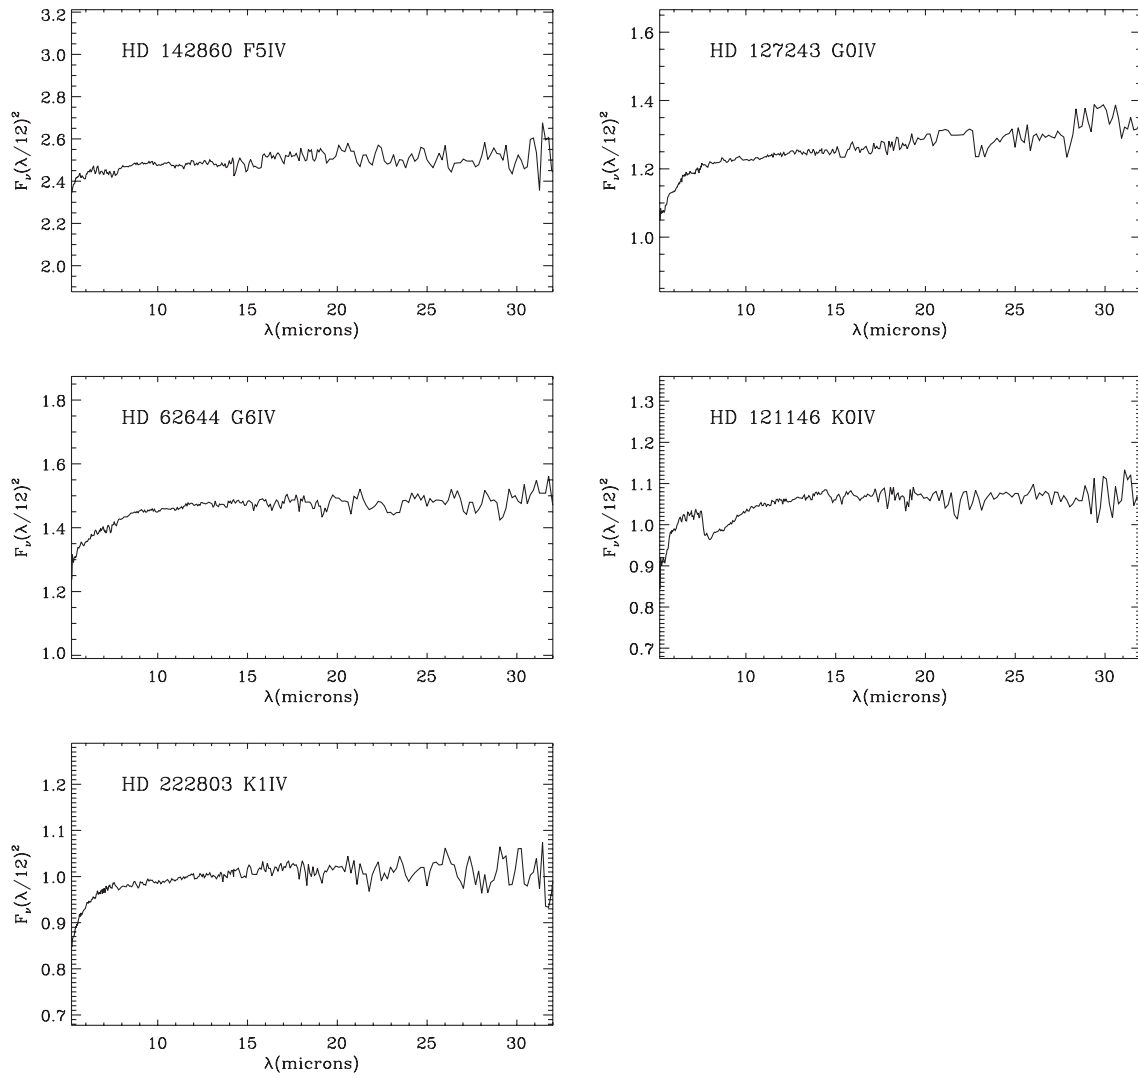 HD 142860 F5IV
3.2
3.0
2.8
2.6
2.4
2.2
2.0
Fν(λ/12)²
10 15 20 25 30
λ(microns)
HD 127243 G0IV
1.6
1.4
1.2
1.0
Fν(λ/12)²
10 15 20 25 30
λ(microns)
HD 62644 G6IV
1.8
1.6
1.4
1.2
1.0
Fν(λ/12)²
10 15 20 25 30
λ(microns)
HD 121146 K0IV
1.3
1.2
1.1
1.0
0.9
0.8
0.7
Fν(λ/12)²
10 15 20 25 30
λ(microns)
HD 222803 K1IV
1.2
1.1
1.0
0.9
0.8
0.7
Fν(λ/12)²
10 15 20 25 30
λ(microns)